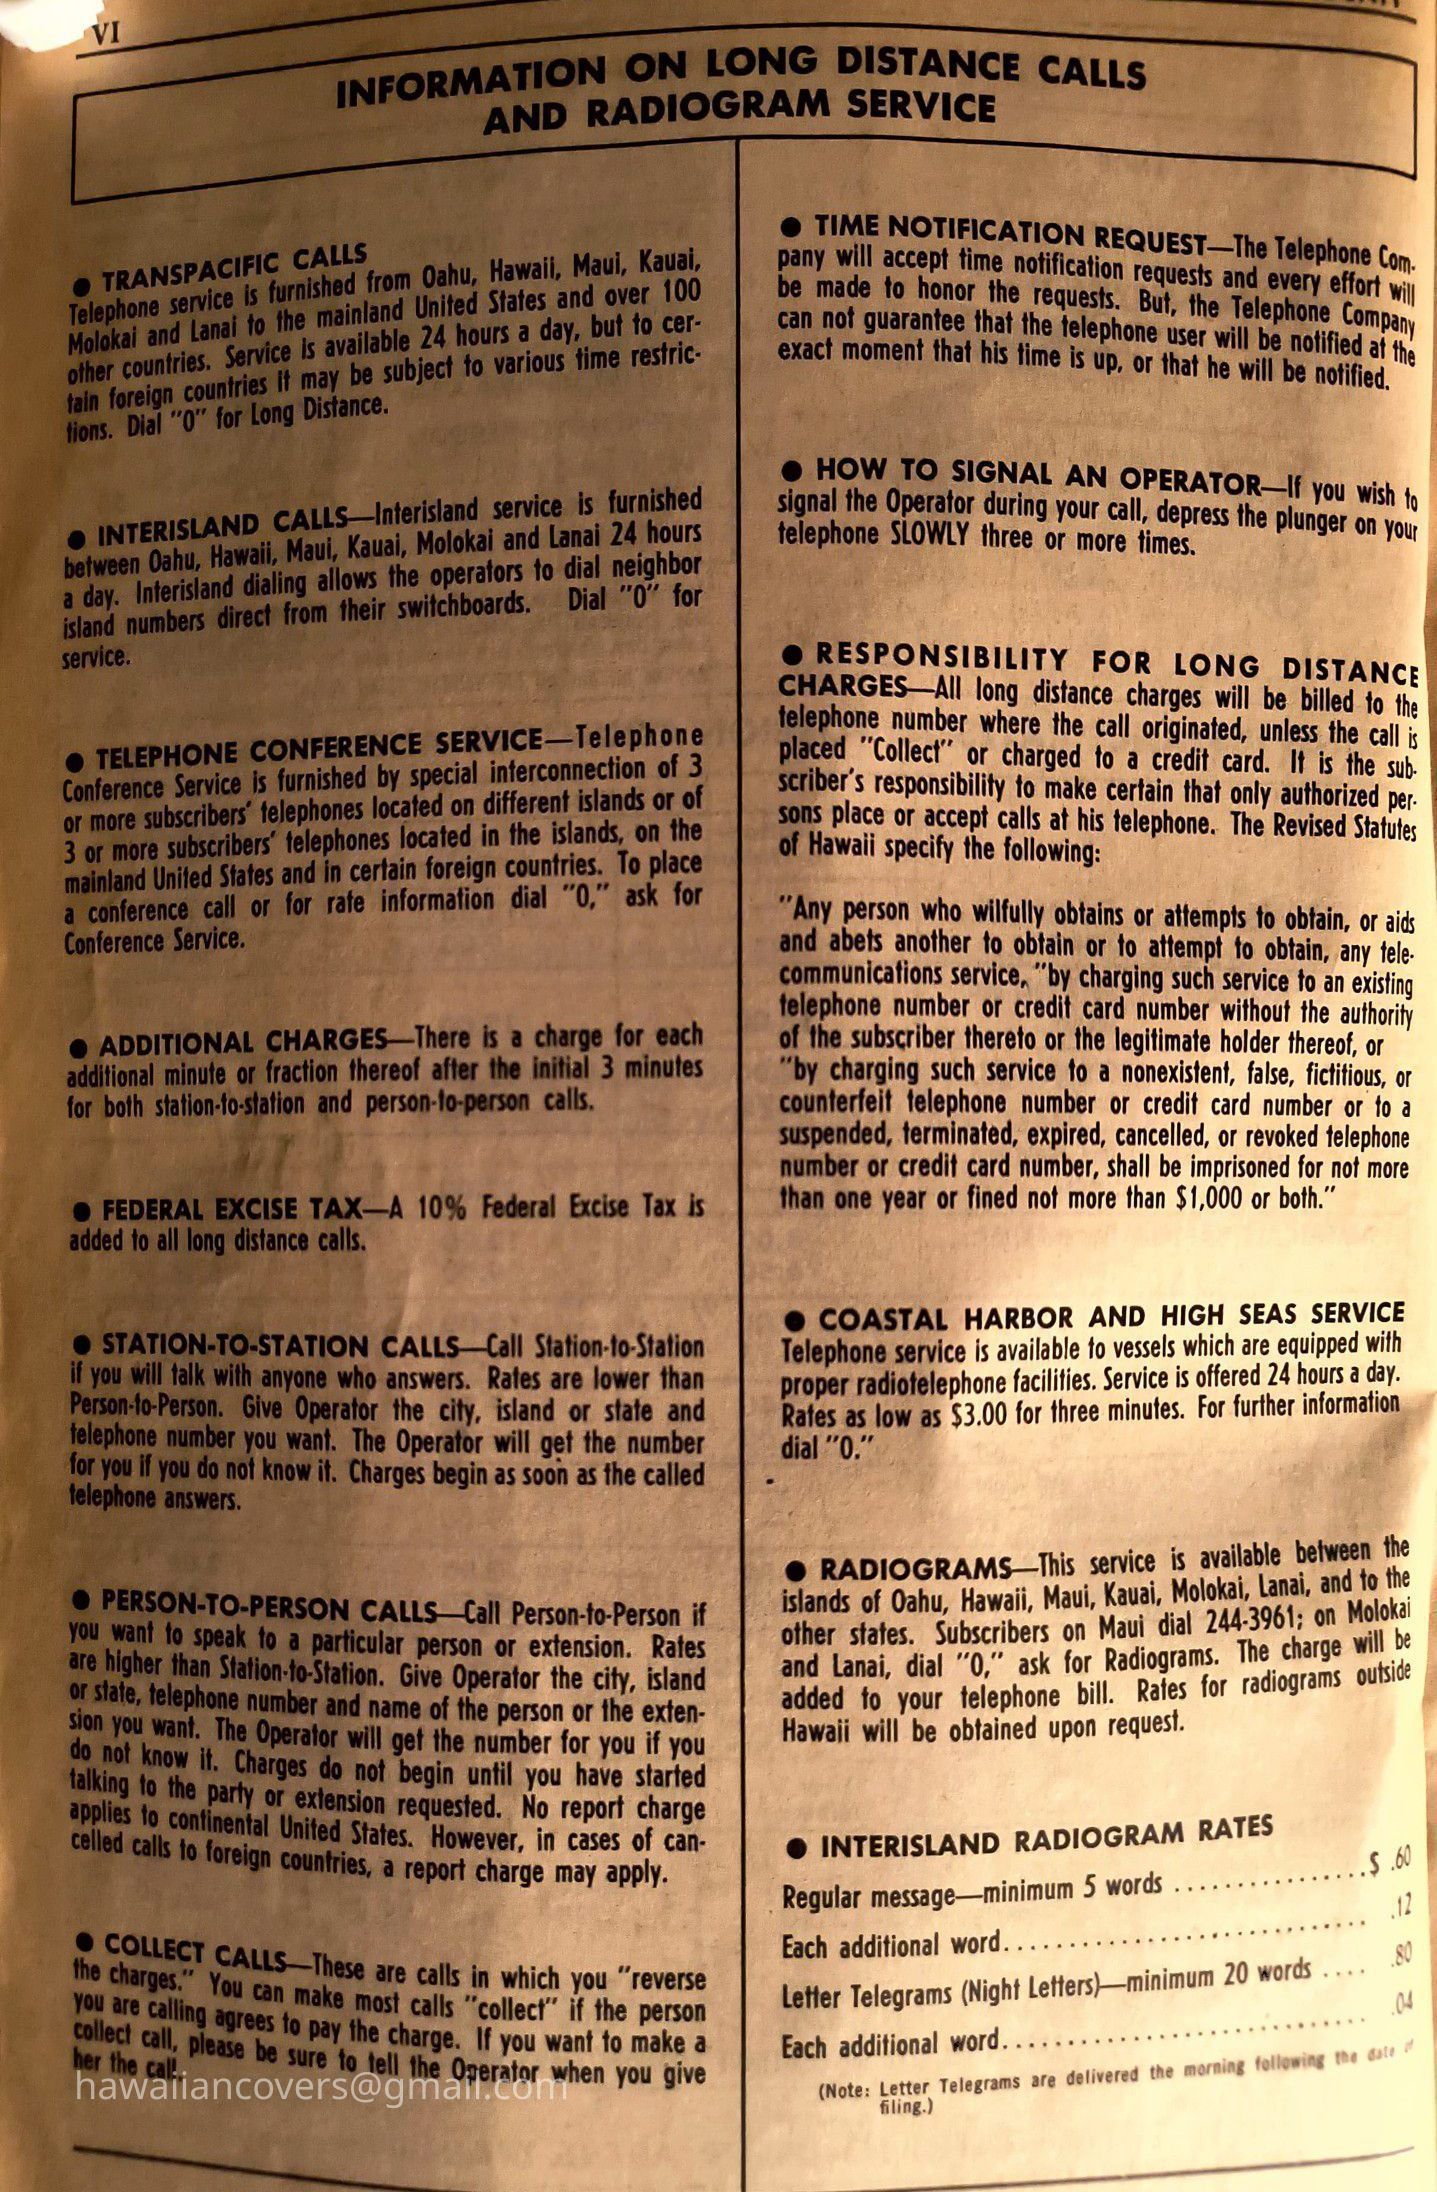 VI
INFORMATION ON LONG DISTANCE CALLS
AND RADIOGRAM SERVICE
● TRANSPACIFIC CALLS
Telephone service is furnished from Oahu, Hawaii, Maui, Kauai,
Molokai and Lanai to the mainland United States and over 100
other countries. Service is available 24 hours a day, but to cer-
tain foreign countries it may be subject to various time restric-
tions. Dial "0" for Long Distance.
● INTERISLAND CALLS—Interisland service is furnished
between Oahu, Hawaii, Maui, Kauai, Molokai and Lanai 24 hours
a day. Interisland dialing allows the operators to dial neighbor
island numbers direct from their switchboards. Dial "0" for
service.
● TELEPHONE CONFERENCE SERVICE—Telephone
Conference Service is furnished by special interconnection of 3
or more subscribers' telephones located on different islands or of
3 or more subscribers' telephones located in the islands, on the
mainland United States and in certain foreign countries. To place
a conference call or for rate information dial "0," ask for
Conference Service.
● ADDITIONAL CHARGES—There is a charge for each
additional minute or fraction thereof after the initial 3 minutes
for both station-to-station and person-to-person calls.
● FEDERAL EXCISE TAX—A 10% Federal Excise Tax is
added to all long distance calls.
● STATION-TO-STATION CALLS—Call Station-to-Station
if you will talk with anyone who answers. Rates are lower than
Person-to-Person. Give Operator the city, island or state and
telephone number you want. The Operator will get the number
for you if you do not know it. Charges begin as soon as the called
telephone answers.
● PERSON-TO-PERSON CALLS—Call Person-to-Person if
you want to speak to a particular person or extension. Rates
are higher than Station-to-Station. Give Operator the city, island
or state, telephone number and name of the person or the exten-
sion you want. The Operator will get the number for you if you
do not know it. Charges do not begin until you have started
talking to the party or extension requested. No report charge
applies to continental United States. However, in cases of can-
celled calls to foreign countries, a report charge may apply.
● COLLECT CALLS—These are calls in which you "reverse
the charges." You can make most calls "collect" if the person
you are calling agrees to pay the charge. If you want to make a
collect call, please be sure to tell the Operator when you give
her the call.
hawaiiancovers@gmail.com
● TIME NOTIFICATION REQUEST—The Telephone Com-
pany will accept time notification requests and every effort will
be made to honor the requests. But, the Telephone Company
can not guarantee that the telephone user will be notified at the
exact moment that his time is up, or that he will be notified.
● HOW TO SIGNAL AN OPERATOR—If you wish to
signal the Operator during your call, depress the plunger on your
telephone SLOWLY three or more times.
● RESPONSIBILITY FOR LONG DISTANCE
CHARGES—All long distance charges will be billed to the
telephone number where the call originated, unless the call is
placed "Collect" or charged to a credit card. It is the sub-
scriber's responsibility to make certain that only authorized per-
sons place or accept calls at his telephone. The Revised Statutes
of Hawaii specify the following:
"Any person who wilfully obtains or attempts to obtain, or aids
and abets another to obtain or to attempt to obtain, any tele-
communications service, "by charging such service to an existing
telephone number or credit card number without the authority
of the subscriber thereto or the legitimate holder thereof, or
"by charging such service to a nonexistent, false, fictitious, or
counterfeit telephone number or credit card number or to a
suspended, terminated, expired, cancelled, or revoked telephone
number or credit card number, shall be imprisoned for not more
than one year or fined not more than $1,000 or both."
● COASTAL HARBOR AND HIGH SEAS SERVICE
Telephone service is available to vessels which are equipped with
proper radiotelephone facilities. Service is offered 24 hours a day.
Rates as low as $3.00 for three minutes. For further information
dial "0."
● RADIOGRAMS—This service is available between the
islands of Oahu, Hawaii, Maui, Kauai, Molokai, Lanai, and to the
other states. Subscribers on Maui dial 244-3961; on Molokai
and Lanai, dial "0," ask for Radiograms. The charge will be
added to your telephone bill. Rates for radiograms outside
Hawaii will be obtained upon request.
● INTERISLAND RADIOGRAM RATES
Regular message—minimum 5 words ................$ .60
Each additional word............................ .12
Letter Telegrams (Night Letters)—minimum 20 words .... .80
Each additional word............................ .04
(Note: Letter Telegrams are delivered the morning following the date of
filing.)